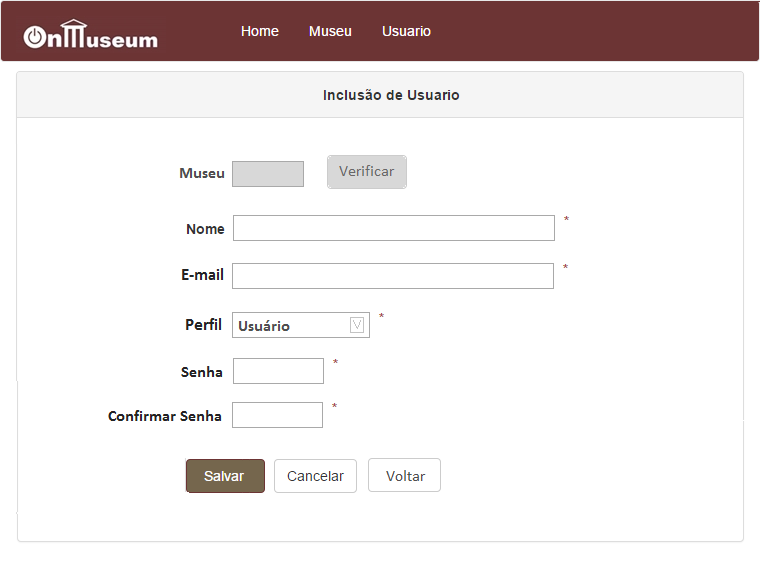 OnMuseum Home Museu Usuario
Inclusão de Usuario
Museu Verificar
Nome *
E-mail *
Perfil Usuário V *
Senha *
Confirmar Senha *
Salvar Cancelar Voltar